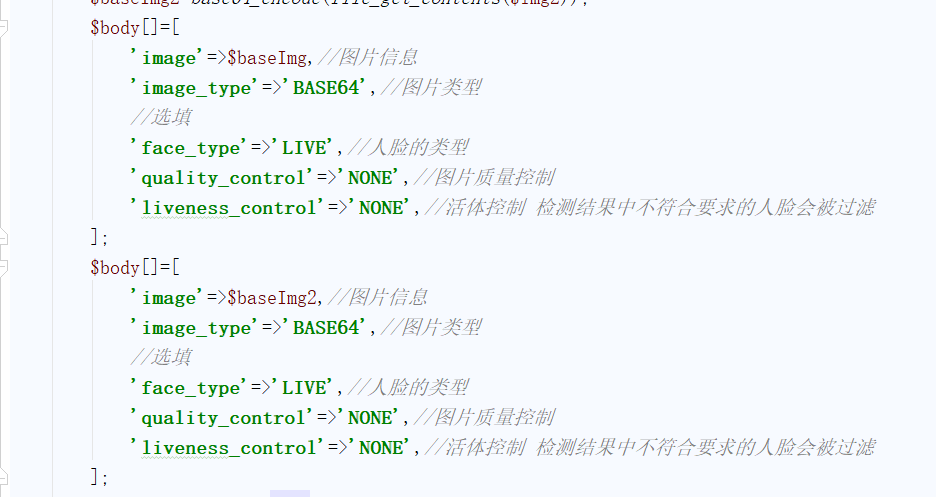 $baseImg2=base64_encode(file_get_contents($img2));
$body[]=[
'image'=>$baseImg,//图片信息
'image_type'=>'BASE64',//图片类型
//选填
'face_type'=>'LIVE',//人脸的类型
'quality_control'=>'NONE',//图片质量控制
'liveness_control'=>'NONE',//活体控制 检测结果中不符合要求的人脸会被过滤
];
$body[]=[
'image'=>$baseImg2,//图片信息
'image_type'=>'BASE64',//图片类型
//选填
'face_type'=>'LIVE',//人脸的类型
'quality_control'=>'NONE',//图片质量控制
'liveness_control'=>'NONE',//活体控制 检测结果中不符合要求的人脸会被过滤
];